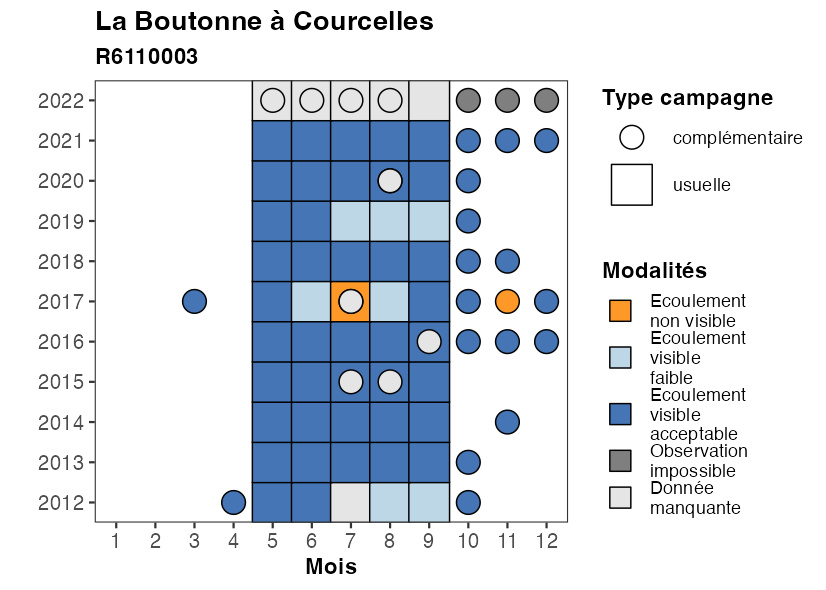 La Boutonne à Courcelles
R6110003
2022
2021
2020
2019
2018
2017
2016
2015
2014
2013
2012
1 2 3 4 5 6 7 8 9 10 11 12
Mois
Type campagne
complémentaire
usuelle
Modalités
Ecoulement
non visible
Ecoulement
visible
faible
Ecoulement
visible
acceptable
Observation
impossible
Donnée
manquante